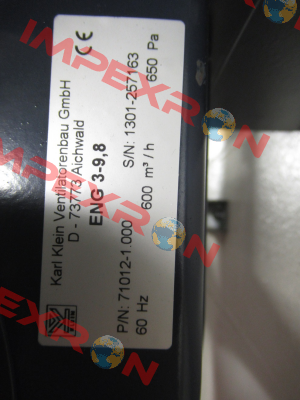 Karl Klein Ventilatorenbau GmbH
D - 73773 Aichwald
CE
ENG 3-9,8
P/N: 71012-1.000
S/N: 1301-257163
60 Hz
600 m³/h
650 Pa
IMPEXRON
IMPEXRON
IMPEXRON